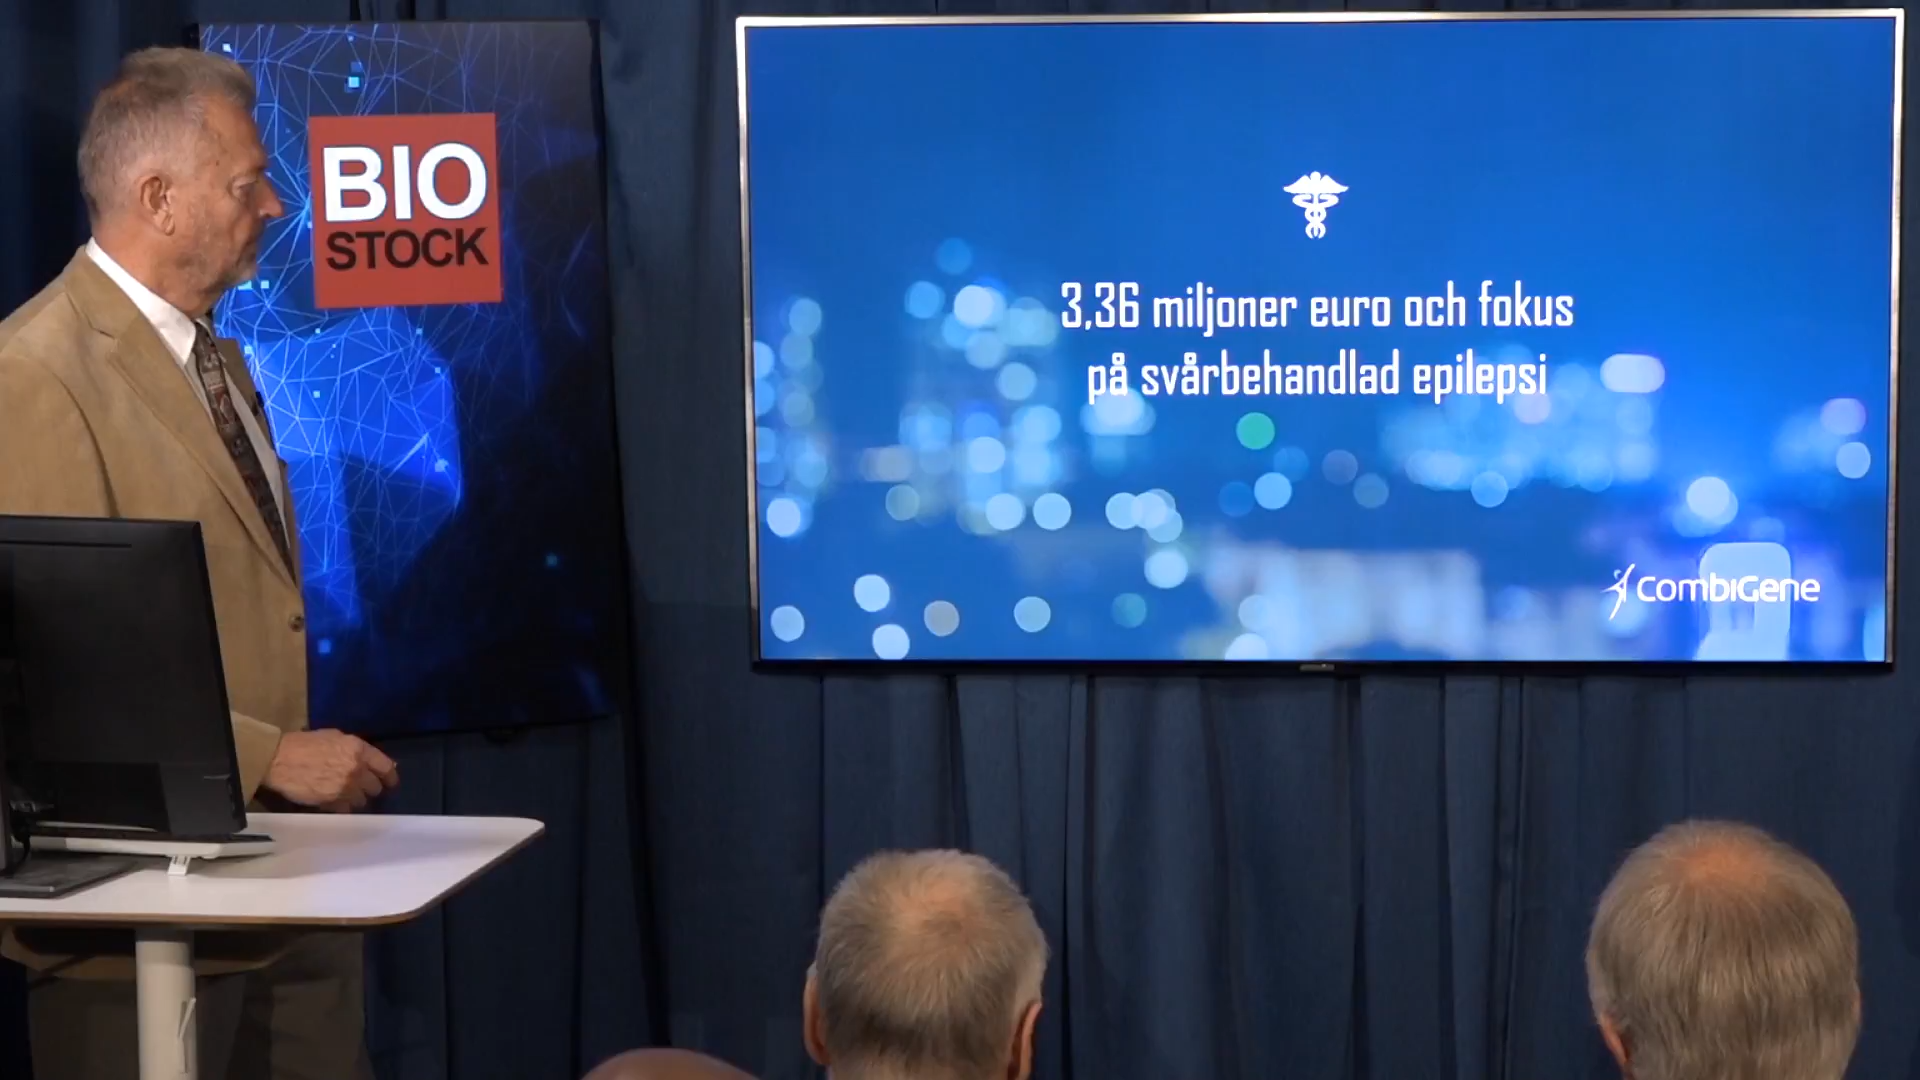 BIO
STOCK
3,36 miljoner euro och fokus
på svårbehandlad epilepsi
CombiGene